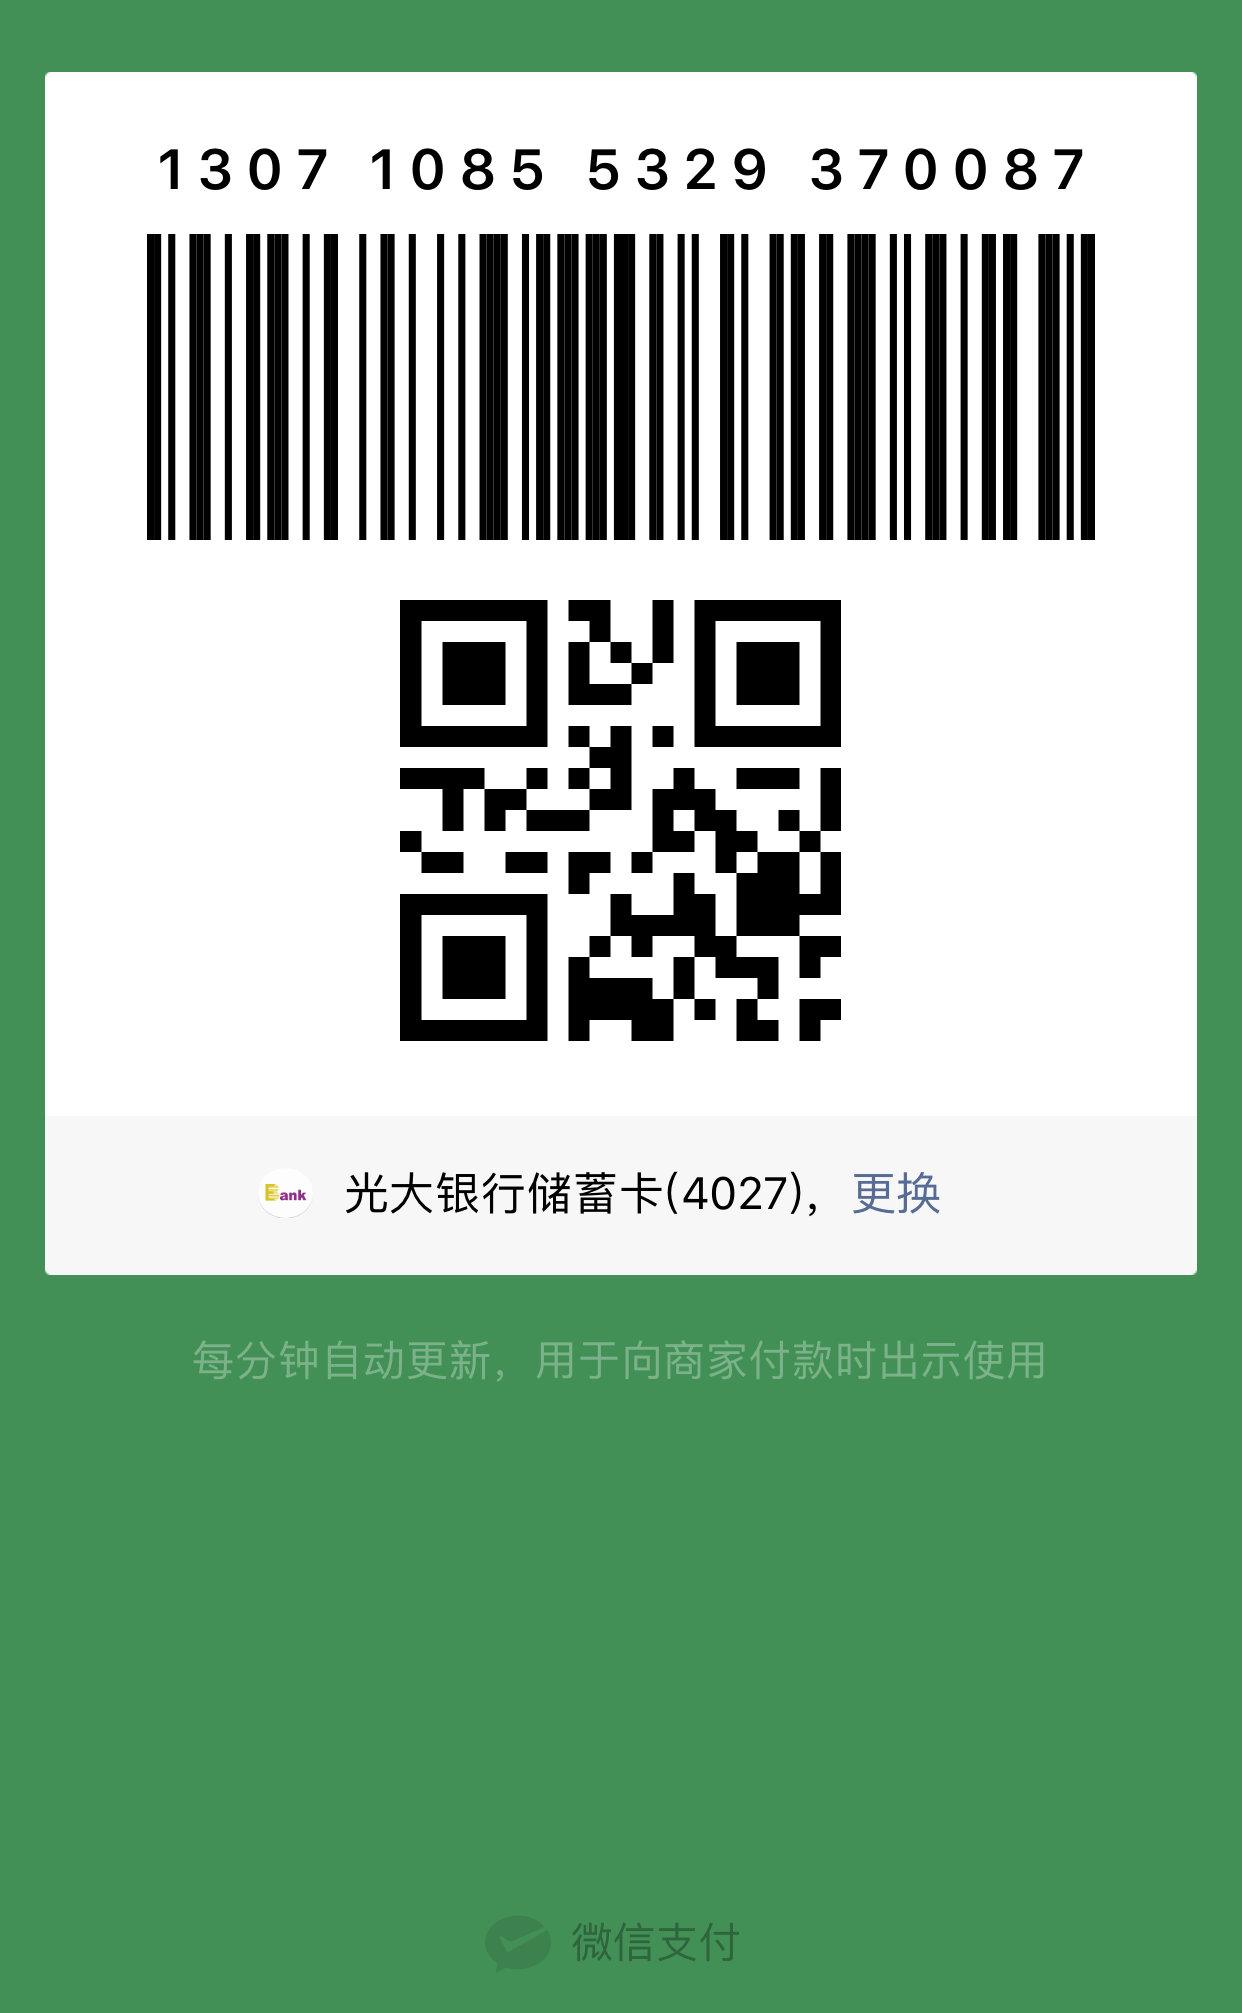 1307 1085 5329 370087
Bank
光大银行储蓄卡(4027)，更换
每分钟自动更新，用于向商家付款时出示使用
微信支付